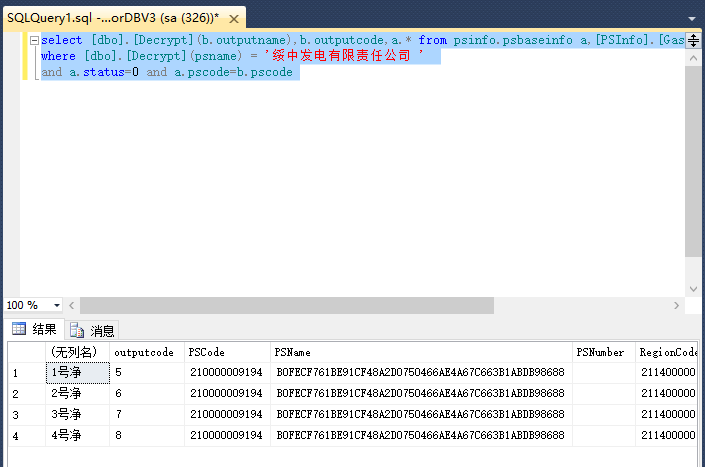 SQLQuery1.sql -...orDBV3 (sa (326))*
select [dbo].[Decrypt](b.outputname),b.outputcode,a.* from psinfo.psbaseinfo a,[PSInfo].[Gas
where [dbo].[Decrypt](psname) = '绥中发电有限责任公司 '
and a.status=0 and a.pscode=b.pscode
100 %
结果 消息
(无列名) outputcode PSCode PSName PSNumber RegionCode
1 1号净 5 210000009194 B0FECF761BE91CF48A2D0750466AE4A67C663B1ABDB98688 211400000
2 2号净 6 210000009194 B0FECF761BE91CF48A2D0750466AE4A67C663B1ABDB98688 211400000
3 3号净 7 210000009194 B0FECF761BE91CF48A2D0750466AE4A67C663B1ABDB98688 211400000
4 4号净 8 210000009194 B0FECF761BE91CF48A2D0750466AE4A67C663B1ABDB98688 211400000